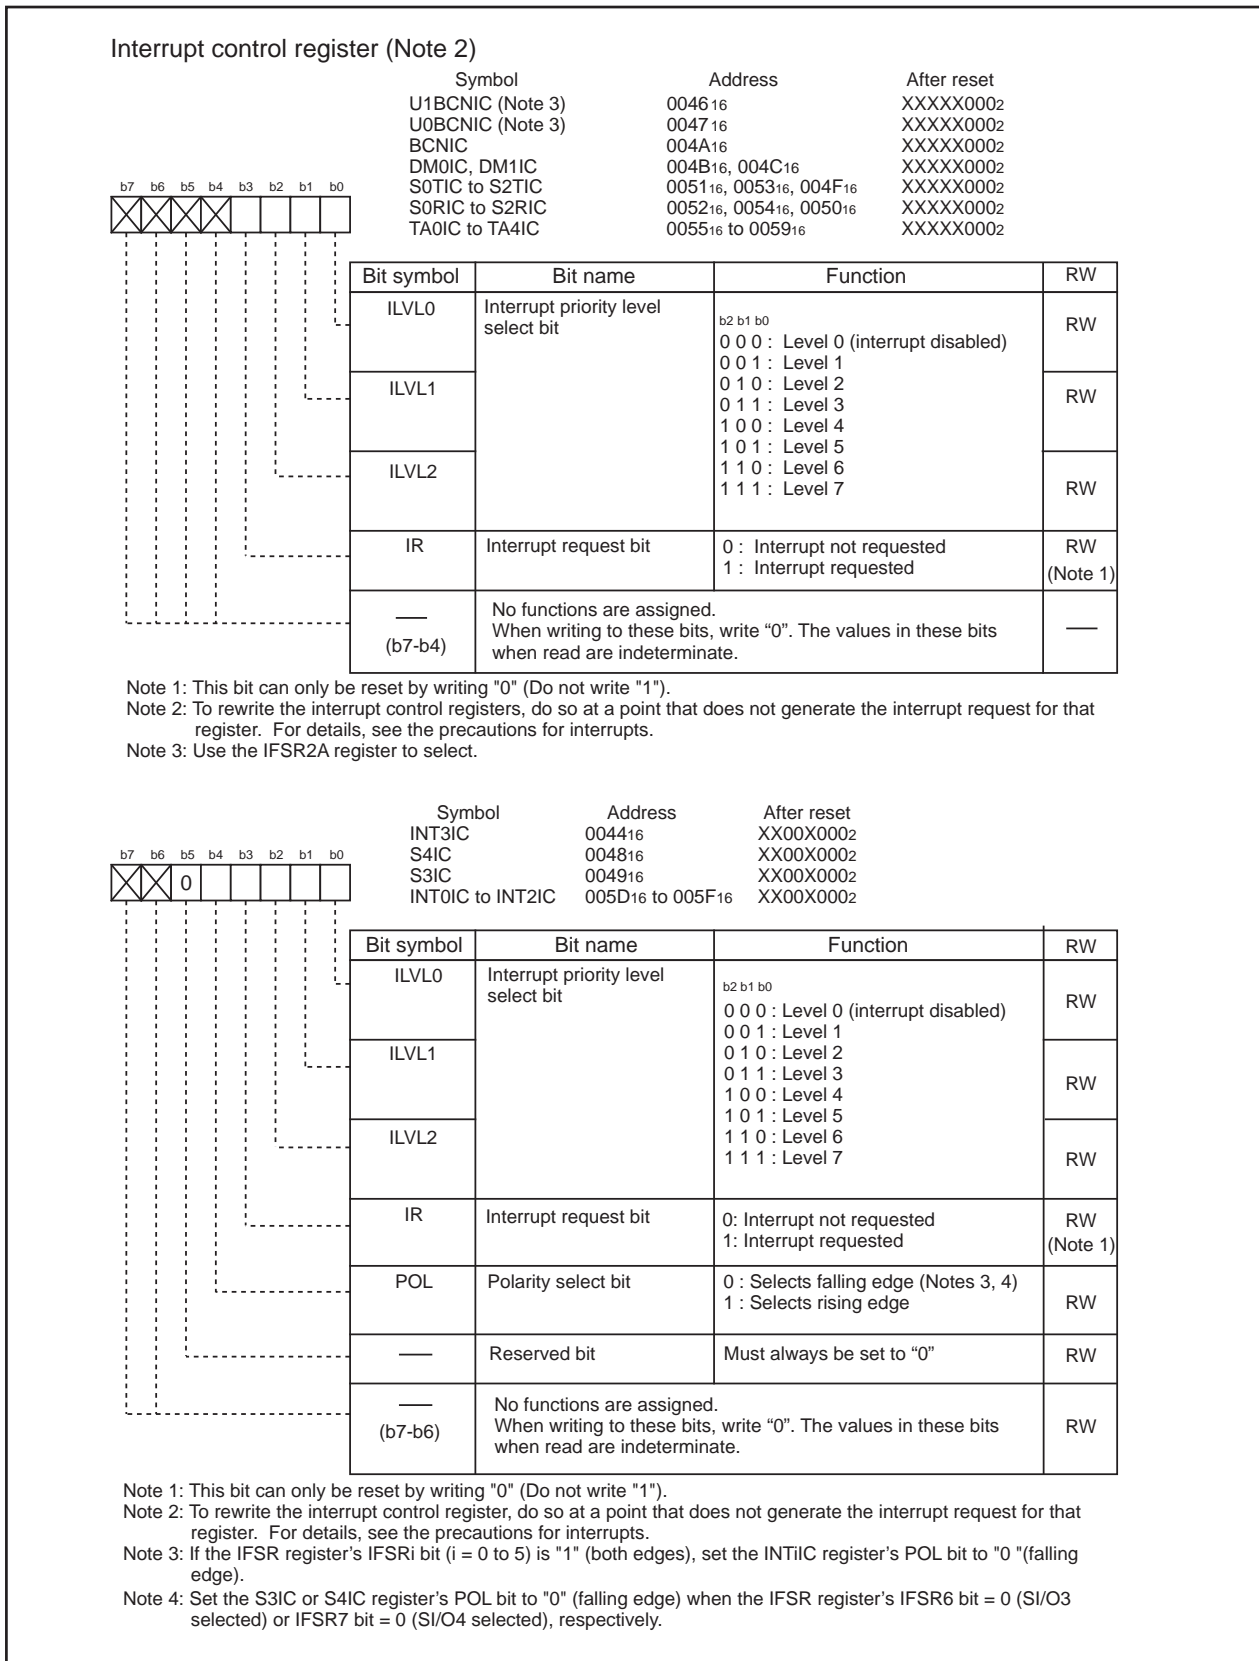 Interrupt control register (Note 2)
Symbol Address After reset
U1BCNIC (Note 3) 004616 XXXXX0002
U0BCNIC (Note 3) 004716 XXXXX0002
BCNIC 004A16 XXXXX0002
DM0IC, DM1IC 004B16, 004C16 XXXXX0002
S0TIC to S2TIC 005116, 005316, 004F16 XXXXX0002
S0RIC to S2RIC 005216, 005416, 005016 XXXXX0002
TA0IC to TA4IC 005516 to 005916 XXXXX0002
b7 b6 b5 b4 b3 b2 b1 b0
Bit symbol Bit name Function RW
ILVL0 Interrupt priority level
select bit
b2 b1 b0
RW
0 0 0 : Level 0 (interrupt disabled)
0 0 1 : Level 1
ILVL1 0 1 0 : Level 2
RW
0 1 1 : Level 3
1 0 0 : Level 4
1 0 1 : Level 5
ILVL2 1 1 0 : Level 6
1 1 1 : Level 7 RW
IR Interrupt request bit 0 : Interrupt not requested RW
1 : Interrupt requested (Note 1)
— No functions are assigned.
When writing to these bits, write “0”. The values in these bits —
(b7-b4) when read are indeterminate.
Note 1: This bit can only be reset by writing "0" (Do not write "1").
Note 2: To rewrite the interrupt control registers, do so at a point that does not generate the interrupt request for that
register. For details, see the precautions for interrupts.
Note 3: Use the IFSR2A register to select.
Symbol Address After reset
INT3IC 004416 XX00X0002
S4IC 004816 XX00X0002
S3IC 004916 XX00X0002
INT0IC to INT2IC 005D16 to 005F16 XX00X0002
b7 b6 b5 b4 b3 b2 b1 b0
0
Bit symbol Bit name Function RW
ILVL0 Interrupt priority level
select bit
b2 b1 b0
RW
0 0 0 : Level 0 (interrupt disabled)
0 0 1 : Level 1
ILVL1 0 1 0 : Level 2
0 1 1 : Level 3
RW
1 0 0 : Level 4
1 0 1 : Level 5
ILVL2 1 1 0 : Level 6
1 1 1 : Level 7 RW
IR Interrupt request bit 0: Interrupt not requested RW
1: Interrupt requested (Note 1)
POL Polarity select bit 0 : Selects falling edge (Notes 3, 4)
1 : Selects rising edge RW
— Reserved bit Must always be set to “0” RW
— No functions are assigned.
(b7-b6) When writing to these bits, write “0”. The values in these bits RW
when read are indeterminate.
Note 1: This bit can only be reset by writing "0" (Do not write "1").
Note 2: To rewrite the interrupt control register, do so at a point that does not generate the interrupt request for that
register. For details, see the precautions for interrupts.
Note 3: If the IFSR register’s IFSRi bit (i = 0 to 5) is "1" (both edges), set the INTiIC register’s POL bit to "0 "(falling
edge).
Note 4: Set the S3IC or S4IC register’s POL bit to "0" (falling edge) when the IFSR register’s IFSR6 bit = 0 (SI/O3
selected) or IFSR7 bit = 0 (SI/O4 selected), respectively.